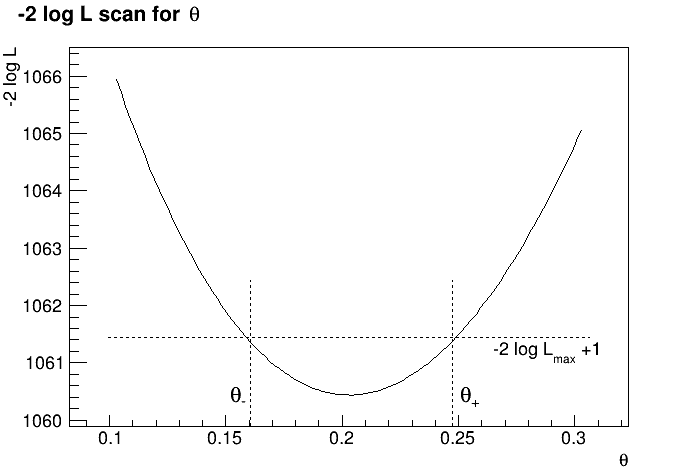 -2 log L scan for θ
-2 log L
1066
1065
1064
1063
1062
1061
1060
-2 log Lmax +1
θ-
θ+
0.1 0.15 0.2 0.25 0.3
θ